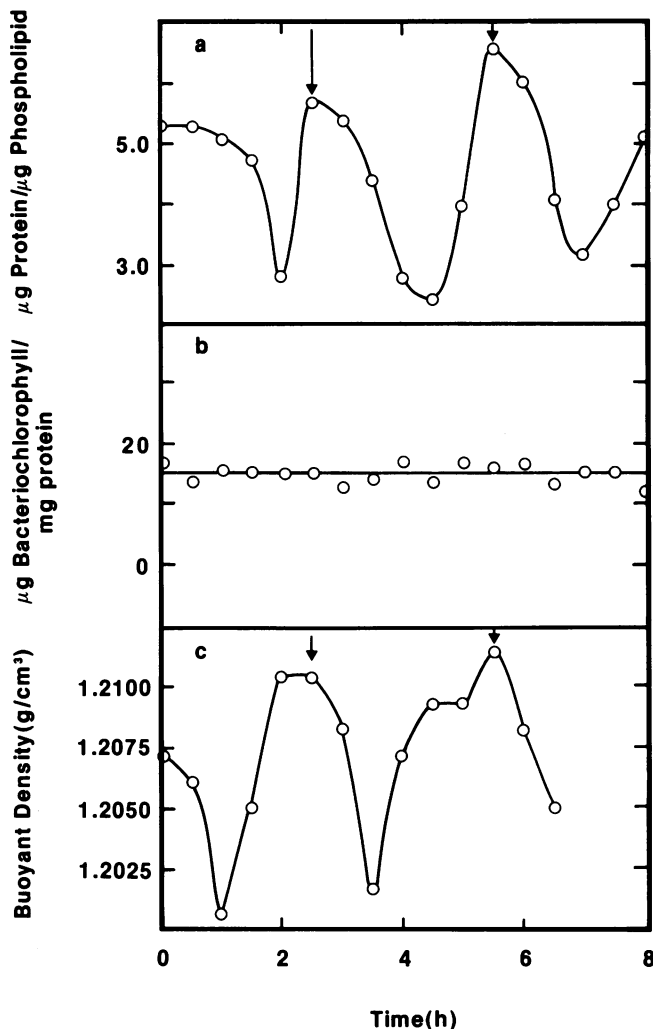 a
μg Protein/μg Phospholipid
5.0
3.0
b
μg Bacteriochlorophyll/
mg protein
20
0
c
Buoyant Density(g/cm³)
1.2100
1.2075
1.2050
1.2025
0 2 4 6 8
Time(h)